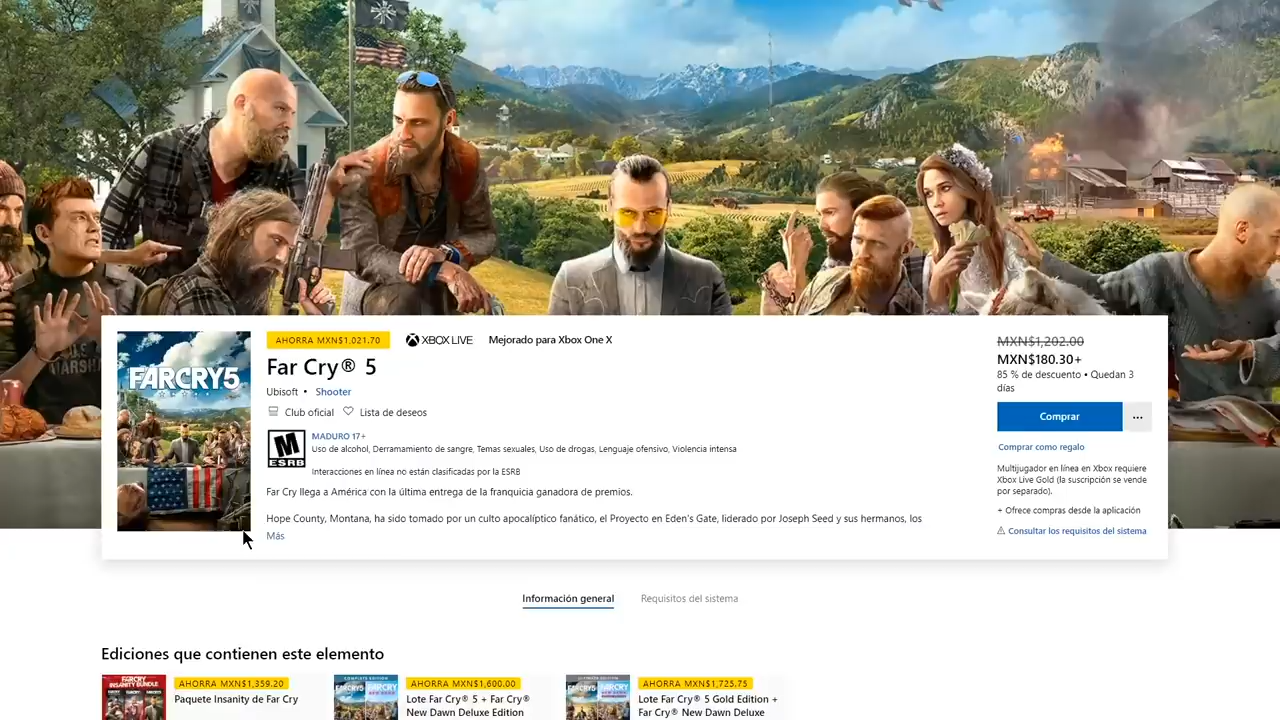 AHORRA MXN$1,021.70
XBOX LIVE
Mejorado para Xbox One X
Far Cry® 5
Ubisoft • Shooter
Club oficial Lista de deseos
MADURO 17+
Uso de alcohol, Derramamiento de sangre, Temas sexuales, Uso de drogas, Lenguaje ofensivo, Violencia intensa
Interacciones en línea no están clasificadas por la ESRB
M
ESRB
FARCRY5
Far Cry llega a América con la última entrega de la franquicia ganadora de premios.
Hope County, Montana, ha sido tomado por un culto apocalíptico fanático, el Proyecto en Eden's Gate, liderado por Joseph Seed y sus hermanos, los
Más
MXN$1,202.00
MXN$180.30+
85 % de descuento • Quedan 3
días
Comprar
...
Comprar como regalo
Multijugador en línea en Xbox requiere
Xbox Live Gold (la suscripción se vende
por separado).
+ Ofrece compras desde la aplicación
Consultar los requisitos del sistema
Información general
Requisitos del sistema
Ediciones que contienen este elemento
FARCRY
INSANITY BUNDLE
AHORRA MXN$1,359.20
Paquete Insanity de Far Cry
FARCRY5
AHORRA MXN$1,600.00
Lote Far Cry® 5 + Far Cry®
New Dawn Deluxe Edition
FARCRY5
AHORRA MXN$1,725.75
Lote Far Cry® 5 Gold Edition +
Far Cry® New Dawn Deluxe